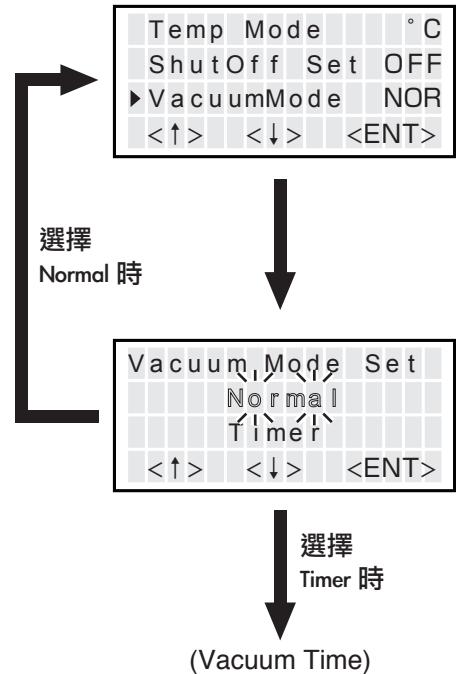 Temp Mode °C
ShutOff Set OFF
▶VacuumMode NOR
<↑> <↓> <ENT>
選擇
Normal 時
Vacuum Mode Set
Normal
Timer
<↑> <↓> <ENT>
選擇
Timer 時
(Vacuum Time)